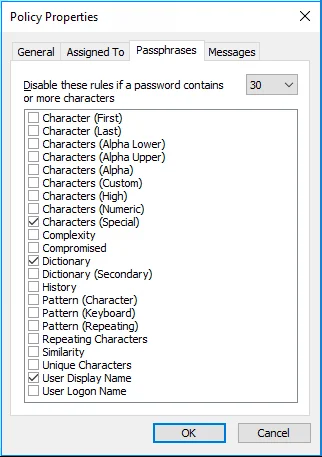 Policy Properties
General
Assigned To
Passphrases
Messages
Disable these rules if a password contains 30
or more characters
Character (First)
Character (Last)
Characters (Alpha Lower)
Characters (Alpha Upper)
Characters (Alpha)
Characters (Custom)
Characters (High)
Characters (Numeric)
Characters (Special)
Complexity
Compromised
Dictionary
Dictionary (Secondary)
History
Pattern (Character)
Pattern (Keyboard)
Pattern (Repeating)
Repeating Characters
Similarity
Unique Characters
User Display Name
User Logon Name
OK
Cancel